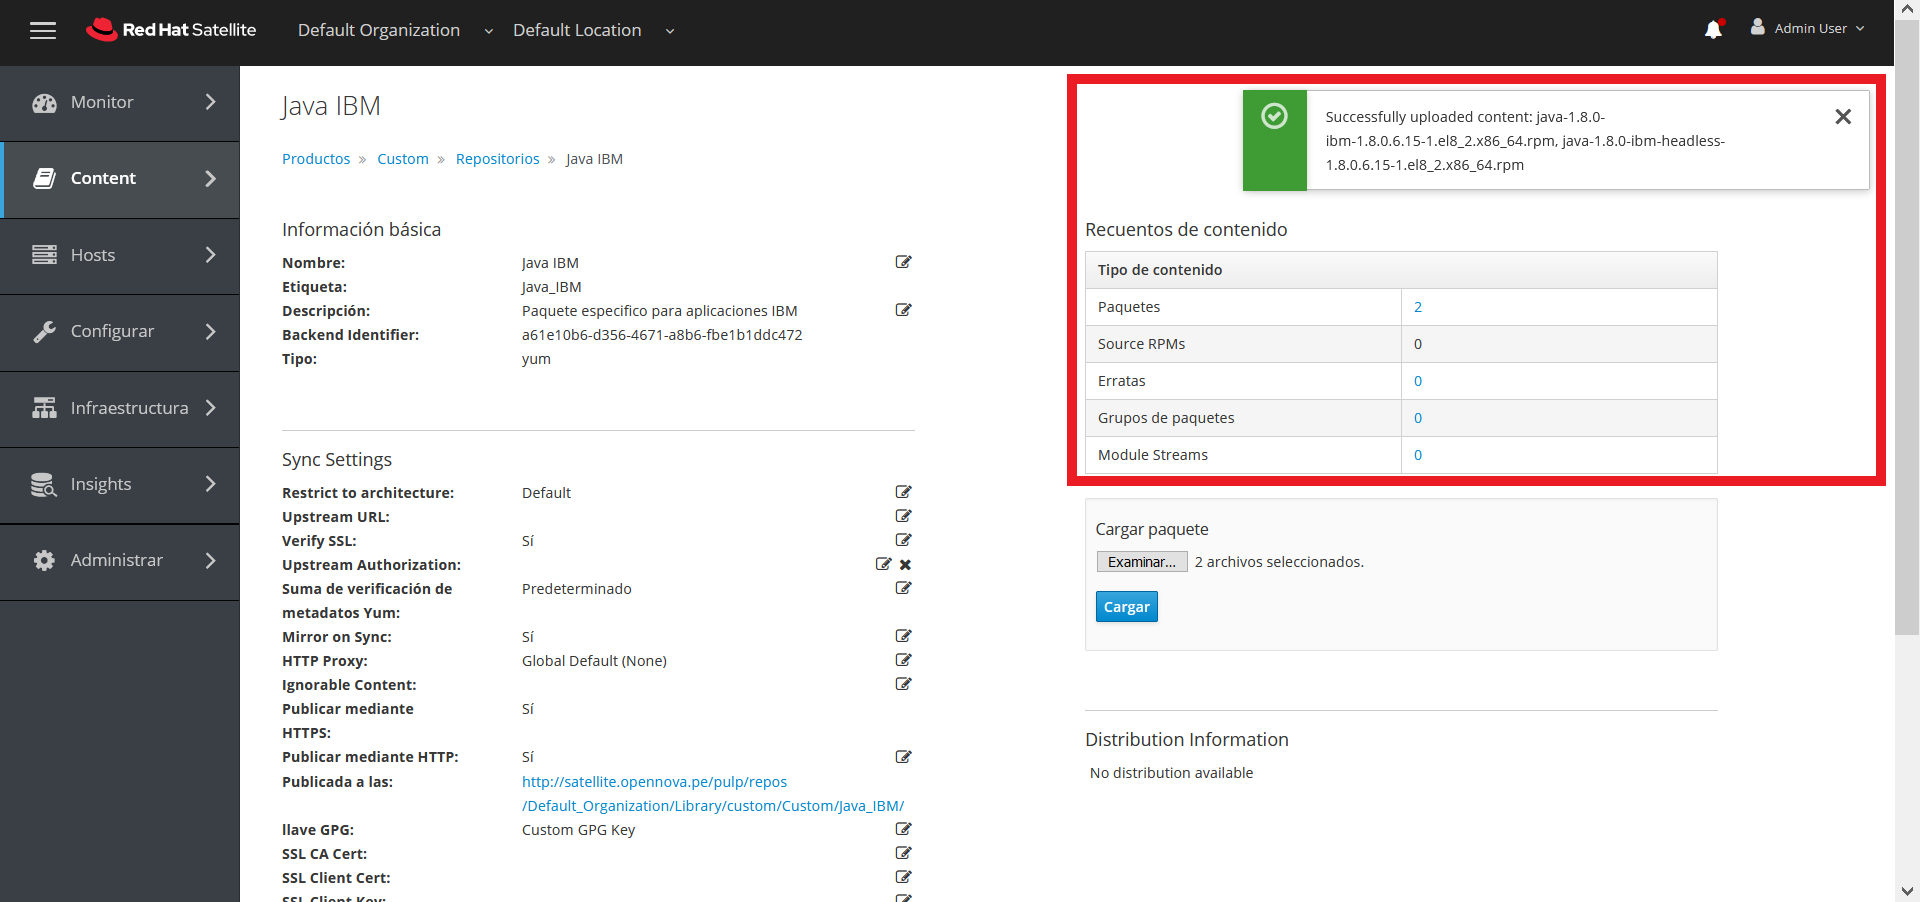 Red Hat Satellite
Default Organization
Default Location
Admin User
Monitor
Content
Hosts
Configurar
Infraestructura
Insights
Administrar
Java IBM
Productos » Custom » Repositorios » Java IBM
Successfully uploaded content: java-1.8.0-
ibm-1.8.0.6.15-1.el8_2.x86_64.rpm, java-1.8.0-ibm-headless-
1.8.0.6.15-1.el8_2.x86_64.rpm
Información básica
Nombre: Java IBM
Etiqueta: Java_IBM
Descripción: Paquete especifico para aplicaciones IBM
Backend Identifier: a61e10b6-d356-4671-a8b6-fbe1b1ddc472
Tipo: yum
Sync Settings
Restrict to architecture: Default
Upstream URL:
Verify SSL: Sí
Upstream Authorization:
Suma de verificación de Predeterminado
metadatos Yum:
Mirror on Sync: Sí
HTTP Proxy: Global Default (None)
Ignorable Content:
Publicar mediante Sí
HTTPS:
Publicar mediante HTTP: Sí
Publicada a las: http://satellite.opennova.pe/pulp/repos
/Default_Organization/Library/custom/Custom/Java_IBM/
llave GPG: Custom GPG Key
SSL CA Cert:
SSL Client Cert:
SSL Client Key:
Recuentos de contenido
Tipo de contenido
Paquetes 2
Source RPMs 0
Erratas 0
Grupos de paquetes 0
Module Streams 0
Cargar paquete
Examinar... 2 archivos seleccionados.
Cargar
Distribution Information
No distribution available